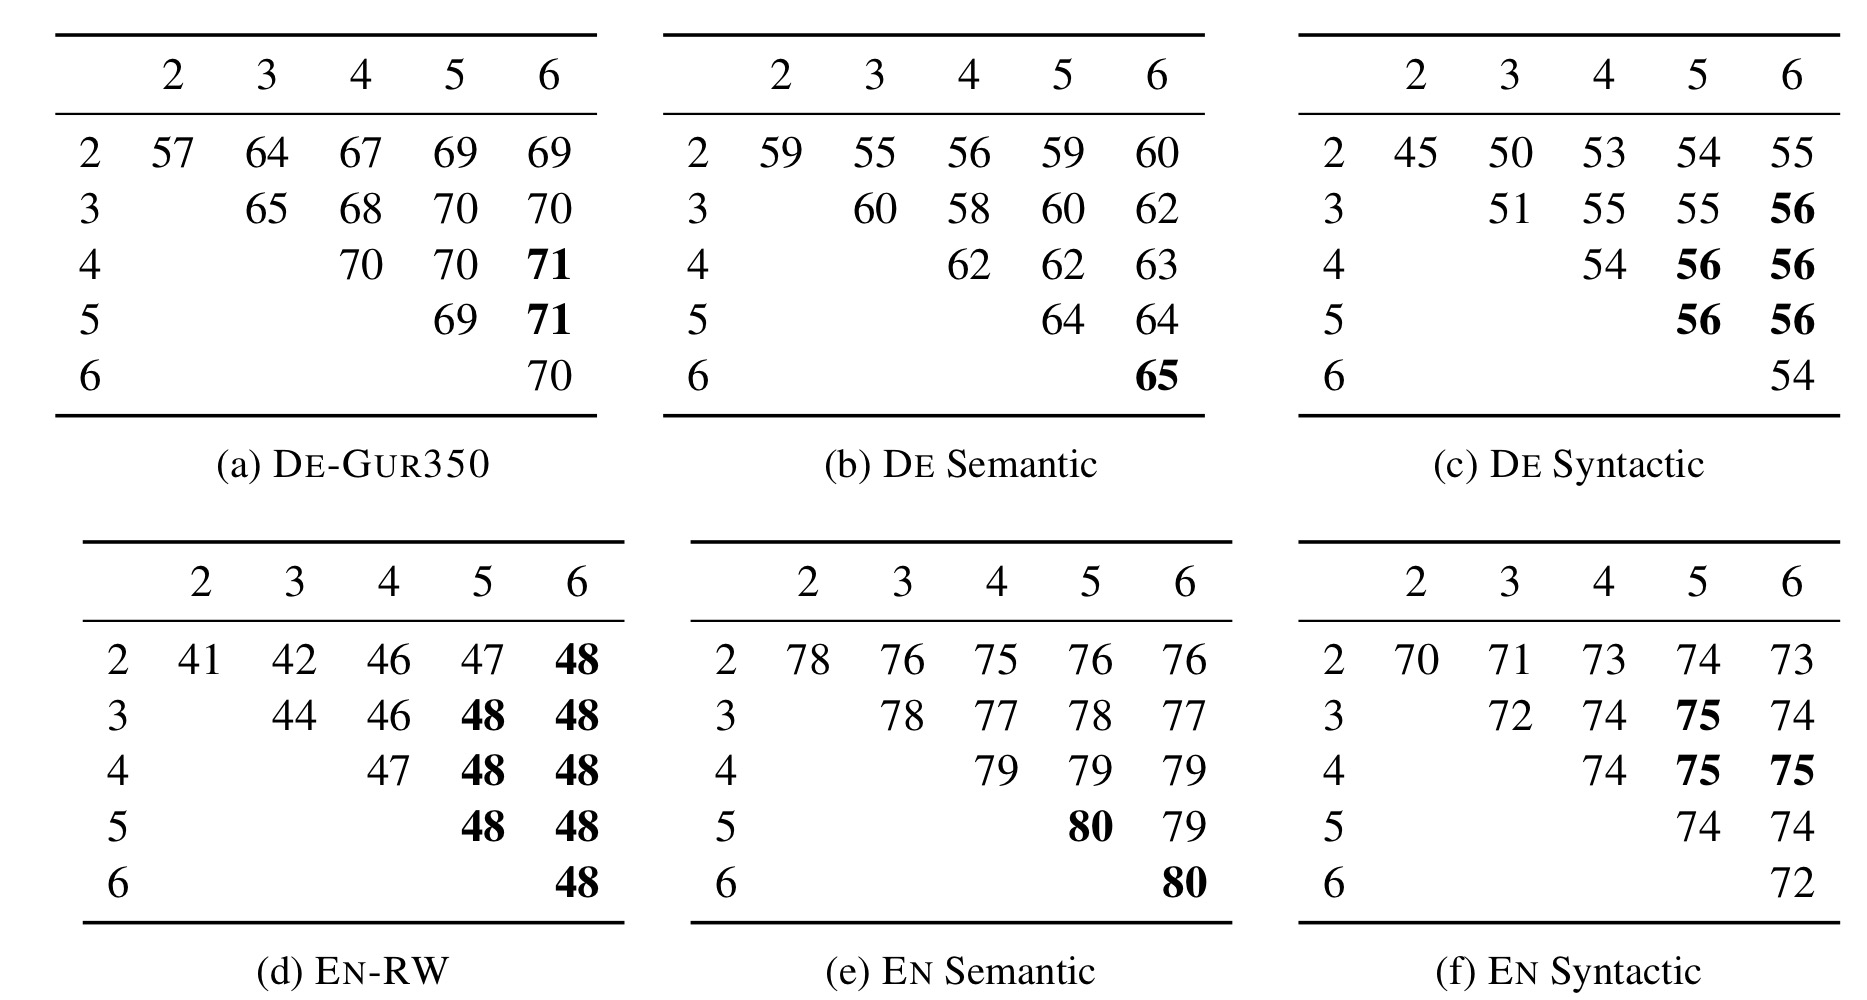 2 3 4 5 6
2 57 64 67 69 69
3 65 68 70 70
4 70 70 71
5 69 71
6 70
(a) DE-GUR350
2 3 4 5 6
2 59 55 56 59 60
3 60 58 60 62
4 62 62 63
5 64 64
6 65
(b) DE Semantic
2 3 4 5 6
2 45 50 53 54 55
3 51 55 55 56
4 54 56 56
5 56 56
6 54
(c) DE Syntactic
2 3 4 5 6
2 41 42 46 47 48
3 44 46 48 48
4 47 48 48
5 48 48
6 48
(d) EN-RW
2 3 4 5 6
2 78 76 75 76 76
3 78 77 78 77
4 79 79 79
5 80 79
6 80
(e) EN Semantic
2 3 4 5 6
2 70 71 73 74 73
3 72 74 75 74
4 74 75 75
5 74 74
6 72
(f) EN Syntactic